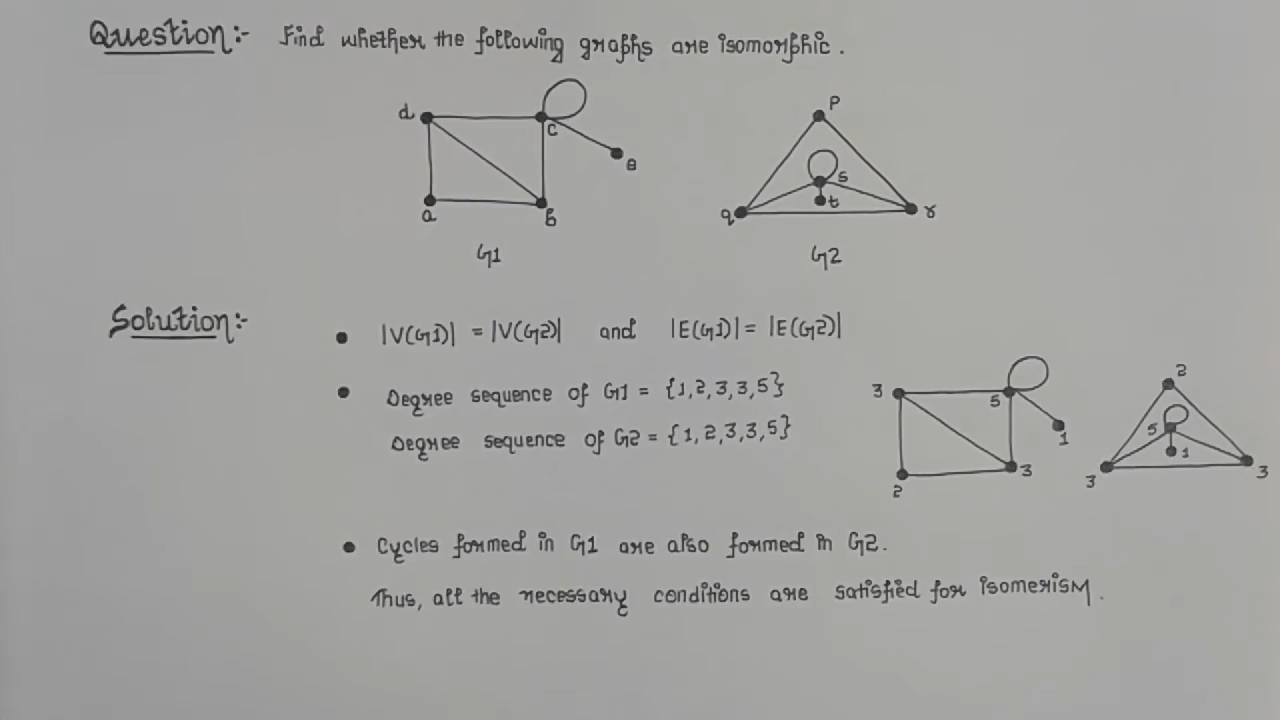 Question:- Find whether the following graphs are isomorphic.
d
c
e
a
b
G1
p
s
t
q
r
G2
Solution:-
• |V(G1)| = |V(G2)| and |E(G1)| = |E(G2)|
• Degree sequence of G1 = {1,2,3,3,5}
Degree sequence of G2 = {1,2,3,3,5}
3
5
1
2
3
2
5
1
3
3
• Cycles formed in G1 are also formed in G2.
Thus, all the necessary conditions are satisfied for isomerism.